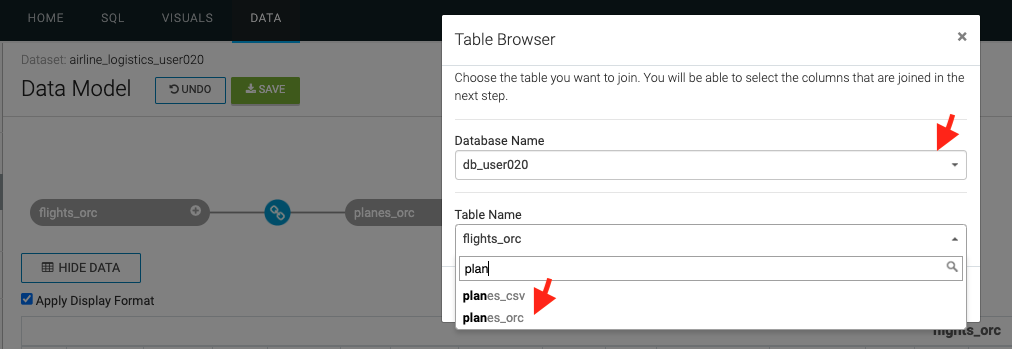 HOME SQL VISUALS DATA
Dataset: airline_logistics_user020
Data Model UNDO SAVE
flights_orc planes_orc
HIDE DATA
Apply Display Format
flights_orc
Table Browser ×
Choose the table you want to join. You will be able to select the columns that are joined in the
next step.
Database Name
db_user020
Table Name
flights_orc
plan
planes_csv
planes_orc